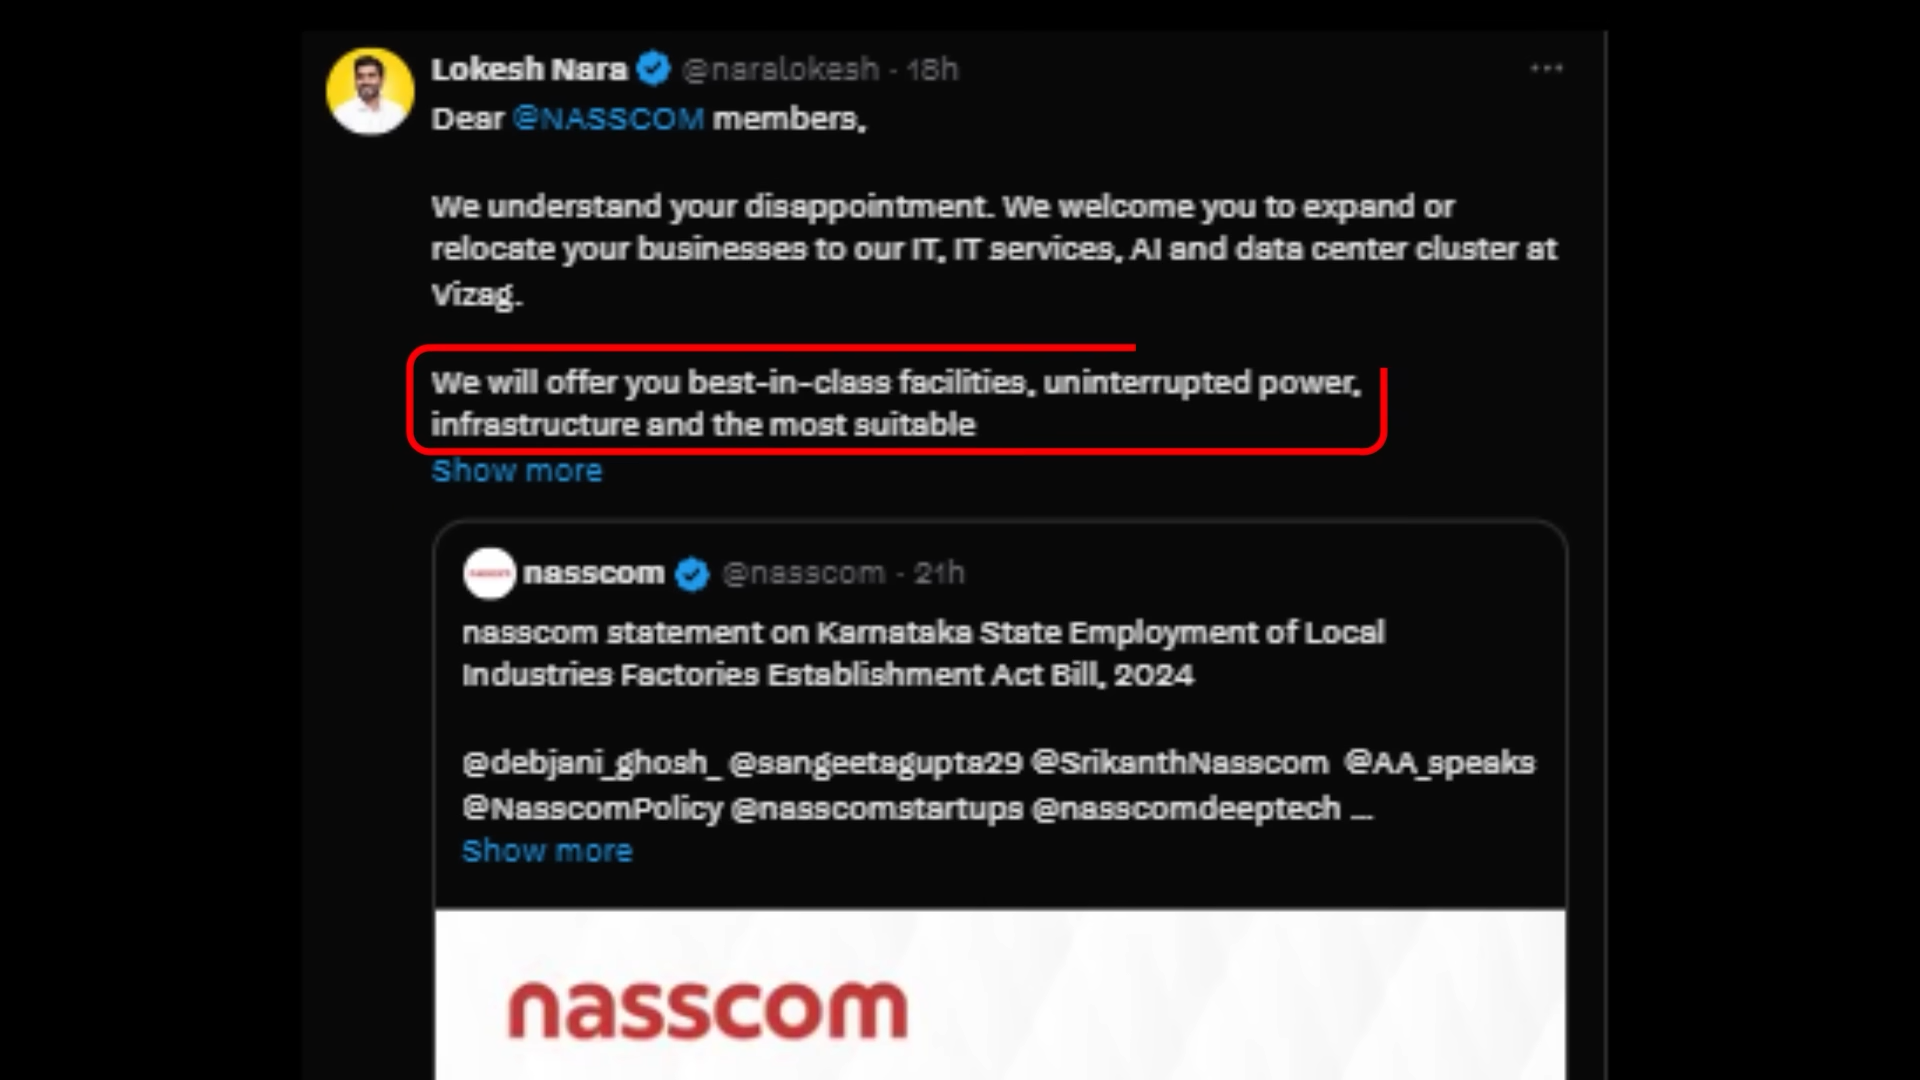 Lokesh Nara @naralokesh · 18h
Dear @NASSCOM members,
We understand your disappointment. We welcome you to expand or
relocate your businesses to our IT, IT services, AI and data center cluster at
Vizag.
We will offer you best-in-class facilities, uninterrupted power,
infrastructure and the most suitable
Show more
nasscom @nasscom · 21h
nasscom statement on Karnataka State Employment of Local
Industries Factories Establishment Act Bill, 2024
@debjani_ghosh_ @sangeetagupta29 @SrikanthNasscom @AA_speaks
@NasscomPolicy @nasscomstartups @nasscomdeeptech ...
Show more
nasscom